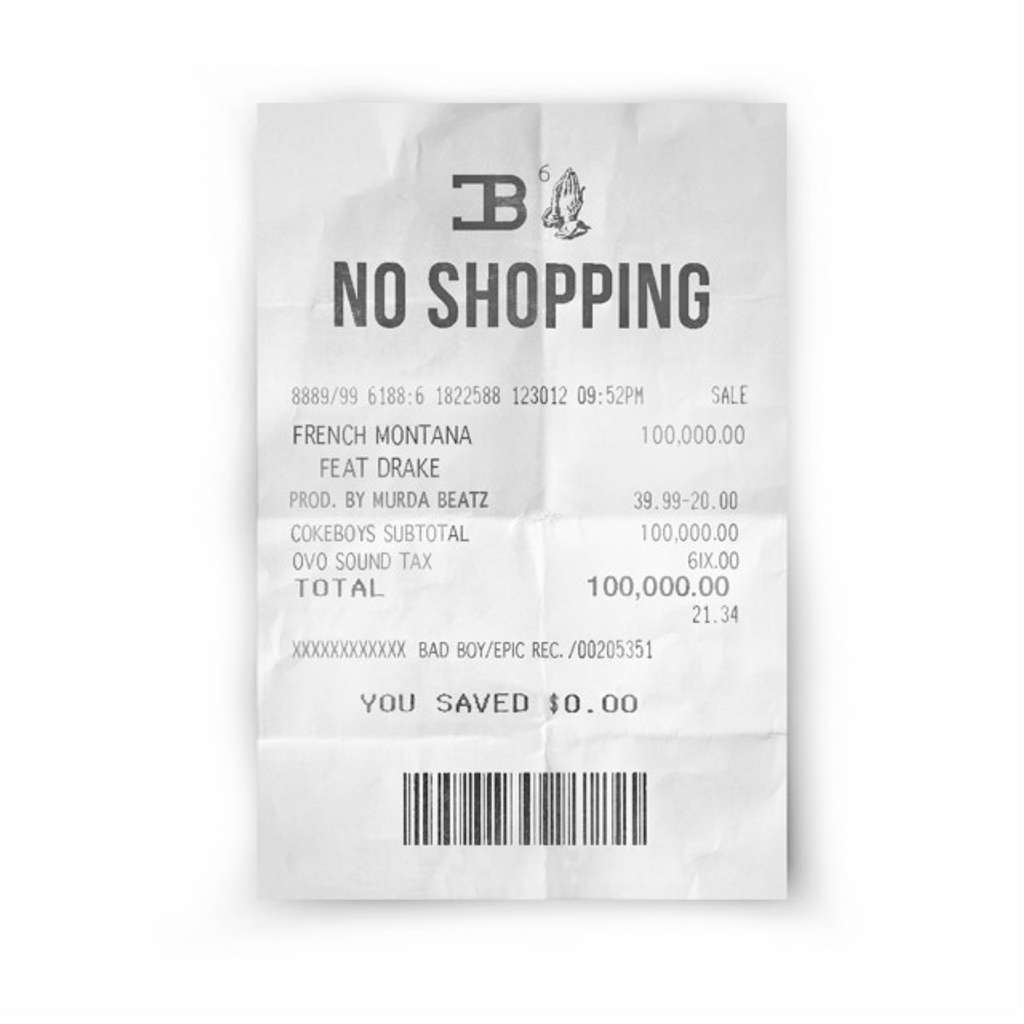 CB 6
NO SHOPPING
8889/99 6188:6 1822588 123012 09:52PM SALE
FRENCH MONTANA 100,000.00
FEAT DRAKE
PROD. BY MURDA BEATZ 39.99-20.00
COKEBOYS SUBTOTAL 100,000.00
OVO SOUND TAX 6IX.00
TOTAL 100,000.00
21.34
XXXXXXXXXXXX BAD BOY/EPIC REC./00205351
YOU SAVED $0.00